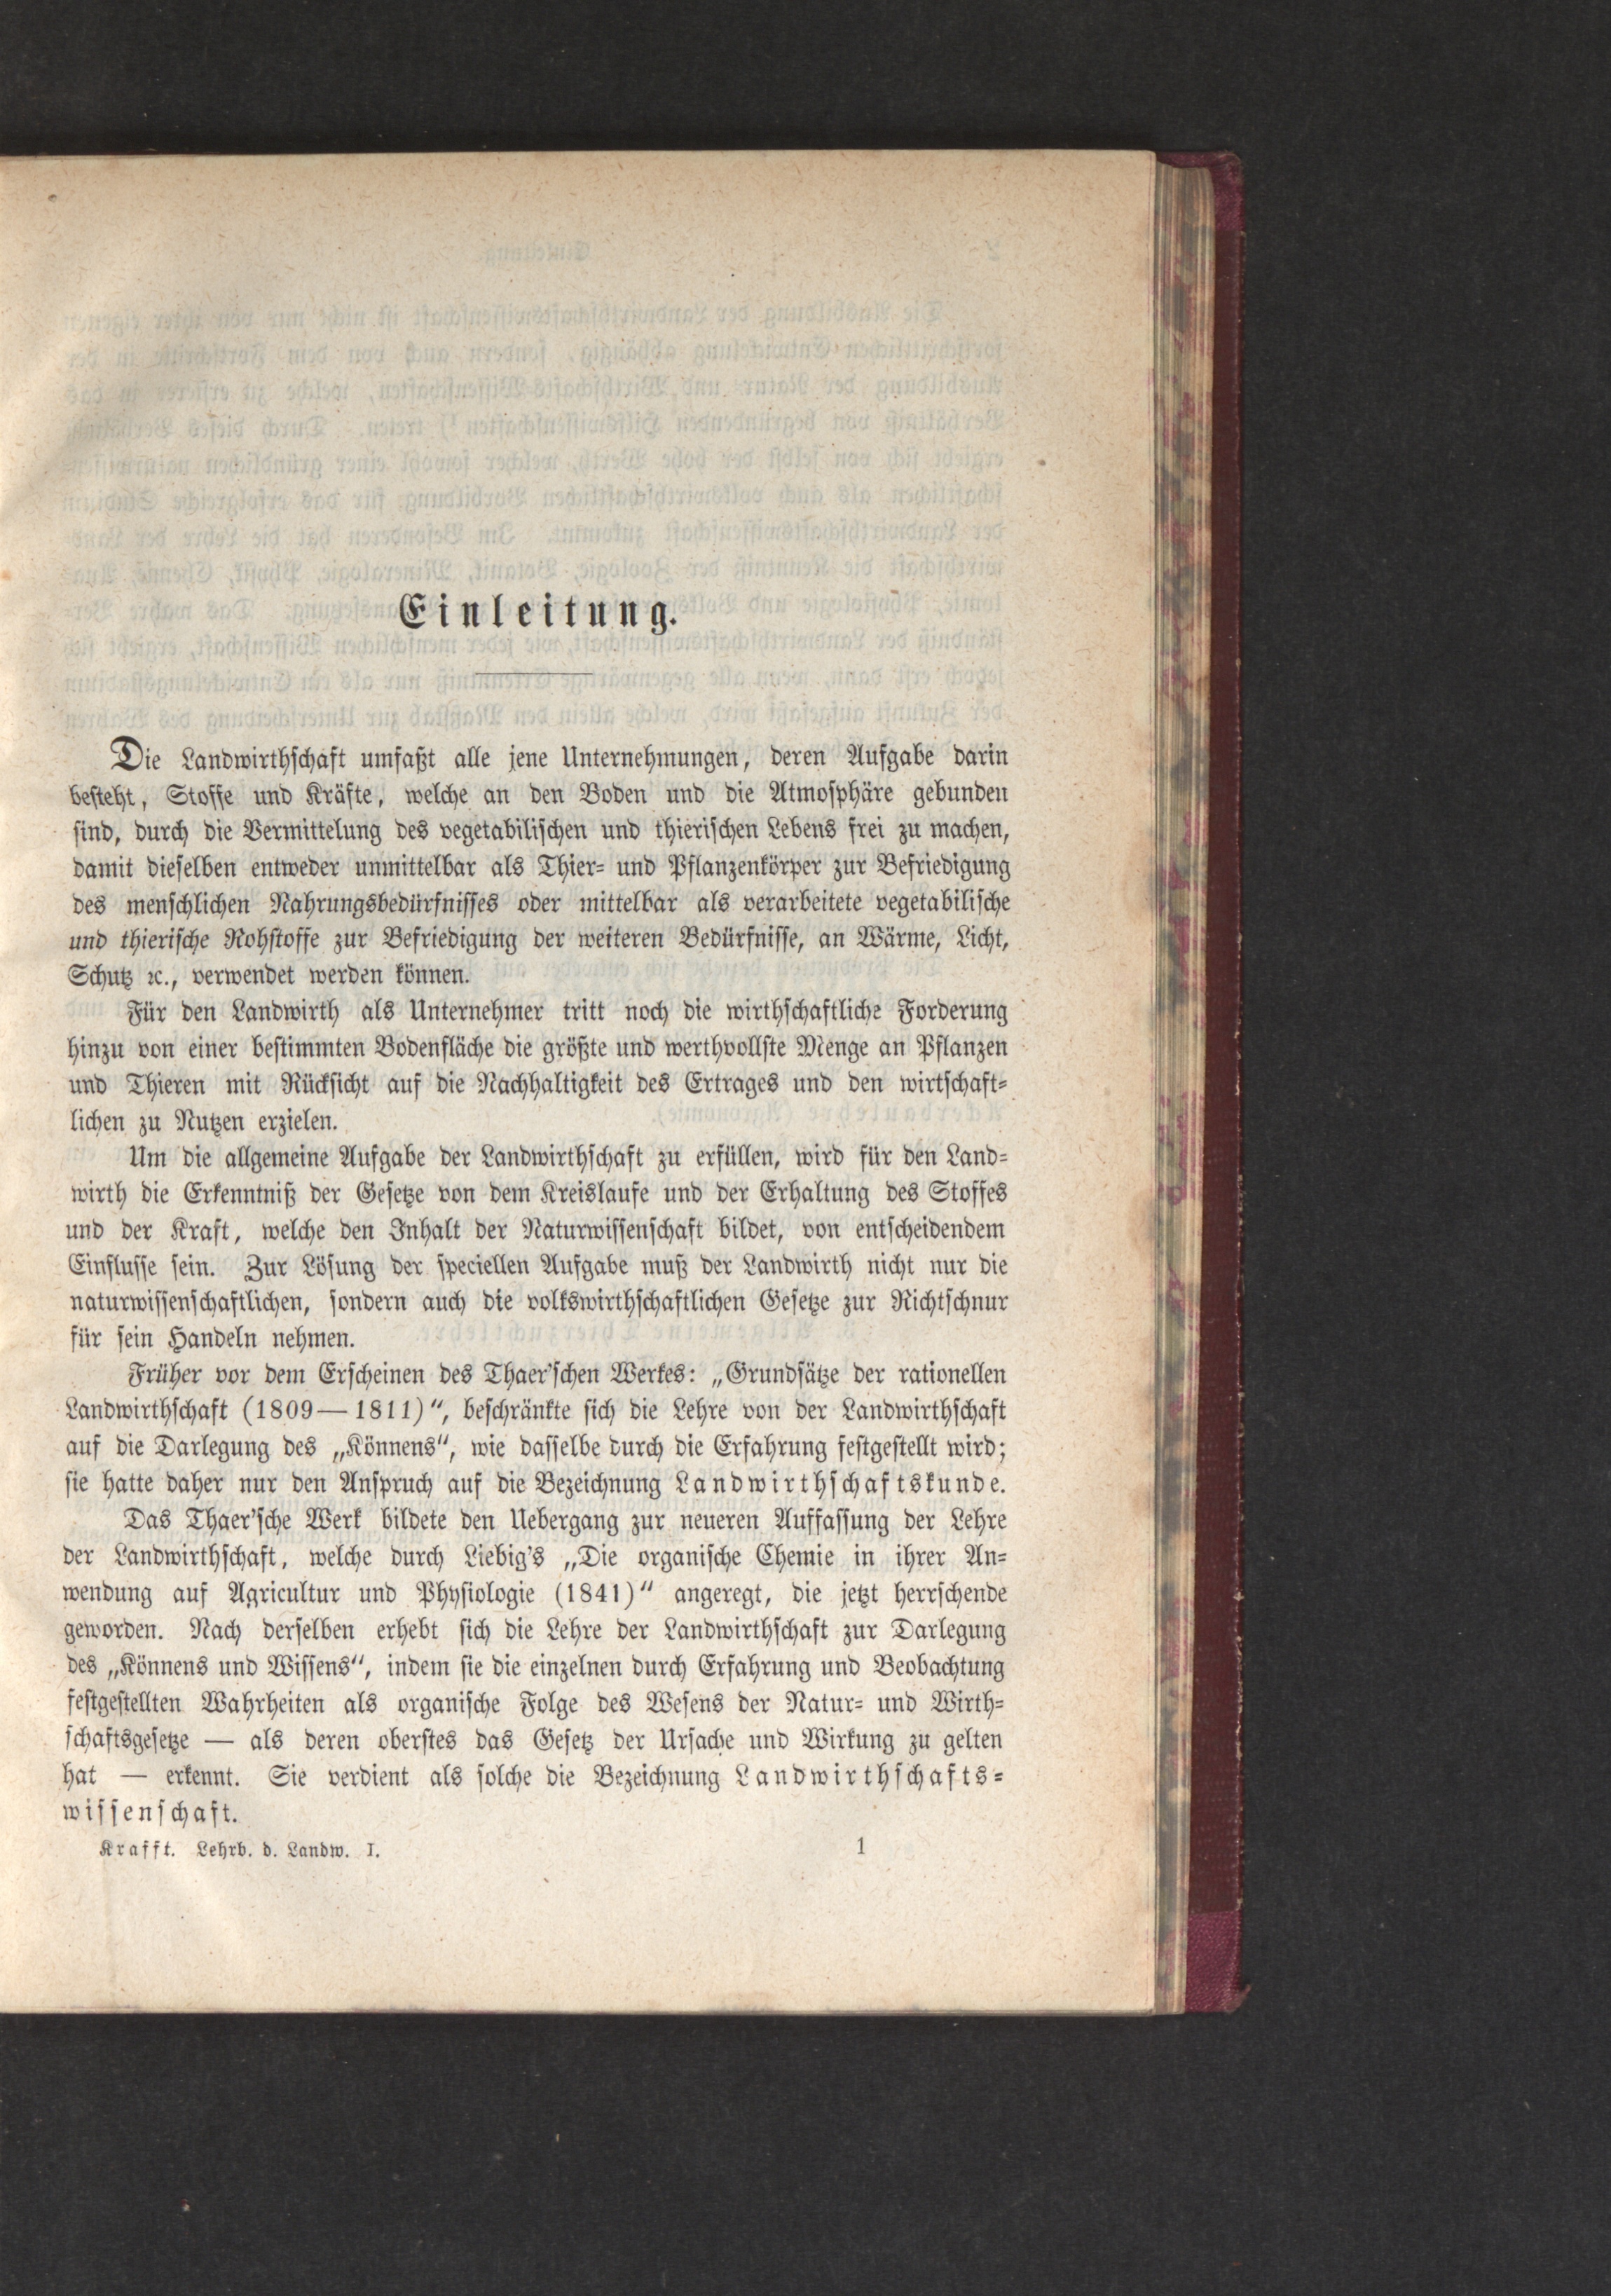 Einleitung.
Die Landwirthschaft umfaßt alle jene Unternehmungen, deren Aufgabe darin
besteht, Stoffe und Kräfte, welche an den Boden und die Atmosphäre gebunden
sind, durch die Vermittelung des vegetabilischen und thierischen Lebens frei zu machen,
damit dieselben entweder unmittelbar als Thier- und Pflanzenkörper zur Befriedigung
des menschlichen Nahrungsbedürfnisses oder mittelbar als verarbeitete vegetabilische
und thierische Rohstoffe zur Befriedigung der weiteren Bedürfnisse, an Wärme, Licht,
Schutz ꝛc., verwendet werden können.
Für den Landwirth als Unternehmer tritt noch die wirthschaftliche Forderung
hinzu von einer bestimmten Bodenfläche die größte und werthvollste Menge an Pflanzen
und Thieren mit Rücksicht auf die Nachhaltigkeit des Ertrages und den wirtschaft-
lichen zu Nutzen erzielen.
Um die allgemeine Aufgabe der Landwirthschaft zu erfüllen, wird für den Land-
wirth die Erkenntniß der Gesetze von dem Kreislaufe und der Erhaltung des Stoffes
und der Kraft, welche den Inhalt der Naturwissenschaft bildet, von entscheidendem
Einflusse sein. Zur Lösung der speciellen Aufgabe muß der Landwirth nicht nur die
naturwissenschaftlichen, sondern auch die volkswirthschaftlichen Gesetze zur Richtschnur
für sein Handeln nehmen.
Früher vor dem Erscheinen des Thaer'schen Werkes: „Grundsätze der rationellen
Landwirthschaft (1809—1811)“, beschränkte sich die Lehre von der Landwirthschaft
auf die Darlegung des „Könnens“, wie dasselbe durch die Erfahrung festgestellt wird;
sie hatte daher nur den Anspruch auf die Bezeichnung Landwirthschaftskunde.
Das Thaer'sche Werk bildete den Uebergang zur neueren Auffassung der Lehre
der Landwirthschaft, welche durch Liebig's „Die organische Chemie in ihrer An-
wendung auf Agricultur und Physiologie (1841)“ angeregt, die jetzt herrschende
geworden. Nach derselben erhebt sich die Lehre der Landwirthschaft zur Darlegung
des „Könnens und Wissens“, indem sie die einzelnen durch Erfahrung und Beobachtung
festgestellten Wahrheiten als organische Folge des Wesens der Natur- und Wirth-
schaftsgesetze — als deren oberstes das Gesetz der Ursache und Wirkung zu gelten
hat — erkennt. Sie verdient als solche die Bezeichnung Landwirthschafts-
wissenschaft.
Krafft. Lehrb. d. Landw. I. 1